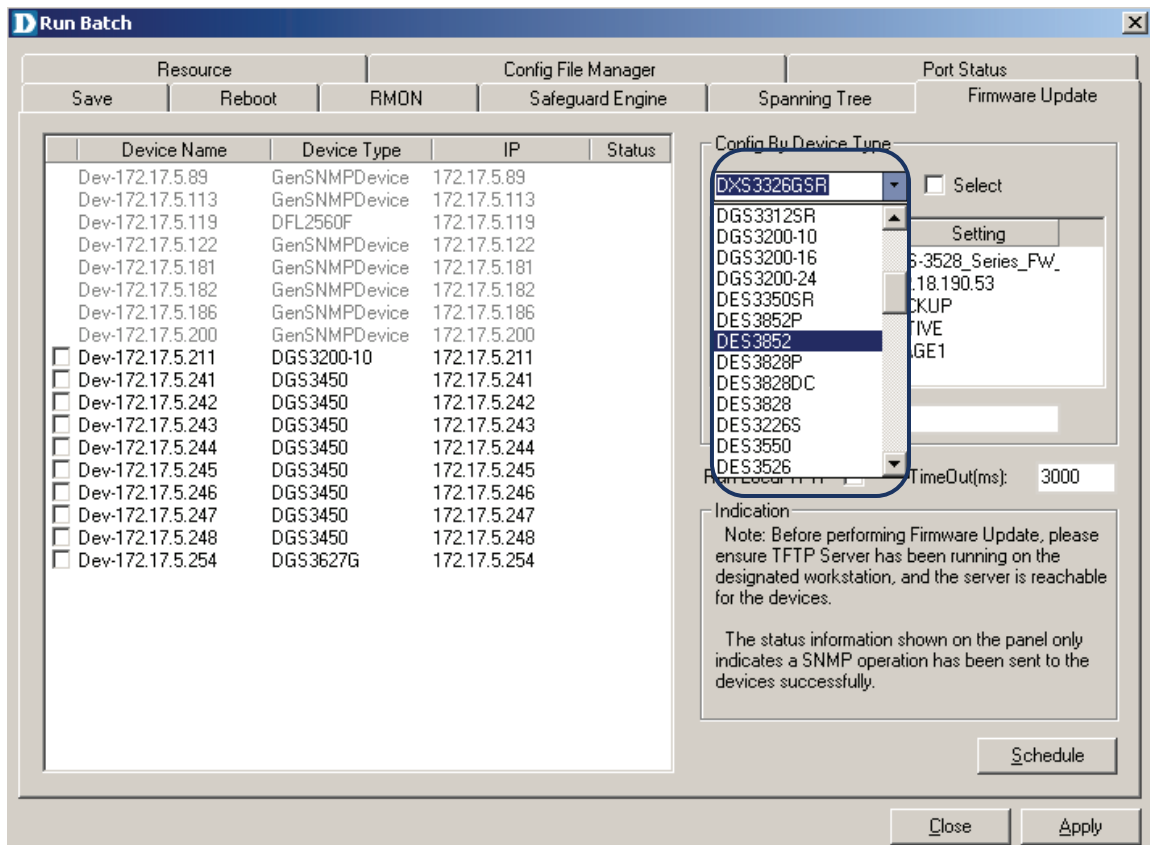 Run Batch
Resource Config File Manager Port Status
Save Reboot RMON Safeguard Engine Spanning Tree Firmware Update
Device Name Device Type IP Status
Dev-172.17.5.89 GenSNMPDevice 172.17.5.89
Dev-172.17.5.113 GenSNMPDevice 172.17.5.113
Dev-172.17.5.119 DFL2560F 172.17.5.119
Dev-172.17.5.122 GenSNMPDevice 172.17.5.122
Dev-172.17.5.181 GenSNMPDevice 172.17.5.181
Dev-172.17.5.182 GenSNMPDevice 172.17.5.182
Dev-172.17.5.186 GenSNMPDevice 172.17.5.186
Dev-172.17.5.200 GenSNMPDevice 172.17.5.200
Dev-172.17.5.211 DGS3200-10 172.17.5.211
Dev-172.17.5.241 DGS3450 172.17.5.241
Dev-172.17.5.242 DGS3450 172.17.5.242
Dev-172.17.5.243 DGS3450 172.17.5.243
Dev-172.17.5.244 DGS3450 172.17.5.244
Dev-172.17.5.245 DGS3450 172.17.5.245
Dev-172.17.5.246 DGS3450 172.17.5.246
Dev-172.17.5.247 DGS3450 172.17.5.247
Dev-172.17.5.248 DGS3450 172.17.5.248
Dev-172.17.5.254 DGS3627G 172.17.5.254
Config By Device Type
DXS3326GSR Select
DGS3312SR
DGS3200-10
DGS3200-16
DGS3200-24
DES3350SR
DES3852P
DES3852
DES3828P
DES3828DC
DES3828
DES3226S
DES3550
DES3526
Setting
S-3528_Series_FW_
.18.190.53
CKUP
TIVE
GE1
TimeOut(ms): 3000
Indication
Note: Before performing Firmware Update, please
ensure TFTP Server has been running on the
designated workstation, and the server is reachable
for the devices.
The status information shown on the panel only
indicates a SNMP operation has been sent to the
devices successfully.
Schedule
Close Apply